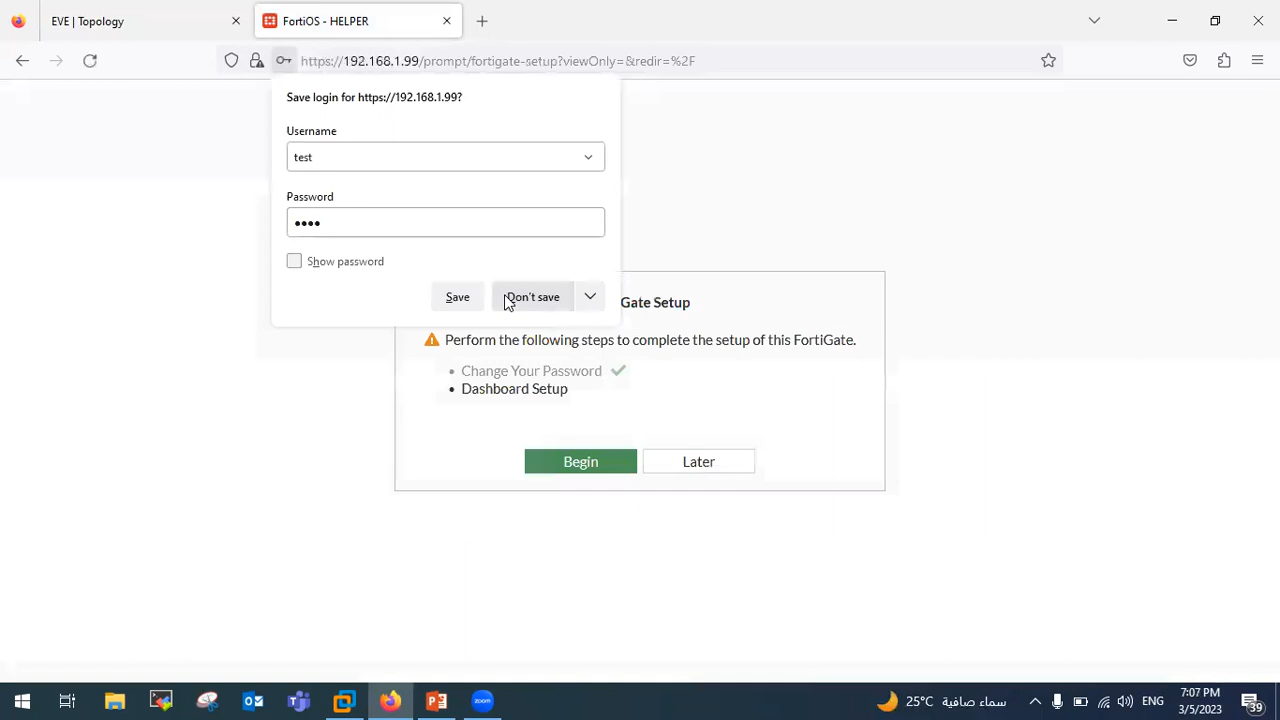 EVE | Topology
FortiOS - HELPER
https://192.168.1.99/prompt/fortigate-setup?viewOnly=&redir=%2F
Save login for https://192.168.1.99?
Username
test
Password
Show password
Save
Don't save
Gate Setup
Perform the following steps to complete the setup of this FortiGate.
• Change Your Password
• Dashboard Setup
Begin
Later
zoom
25°C سماء صافية
ENG
7:07 PM
3/5/2023
39